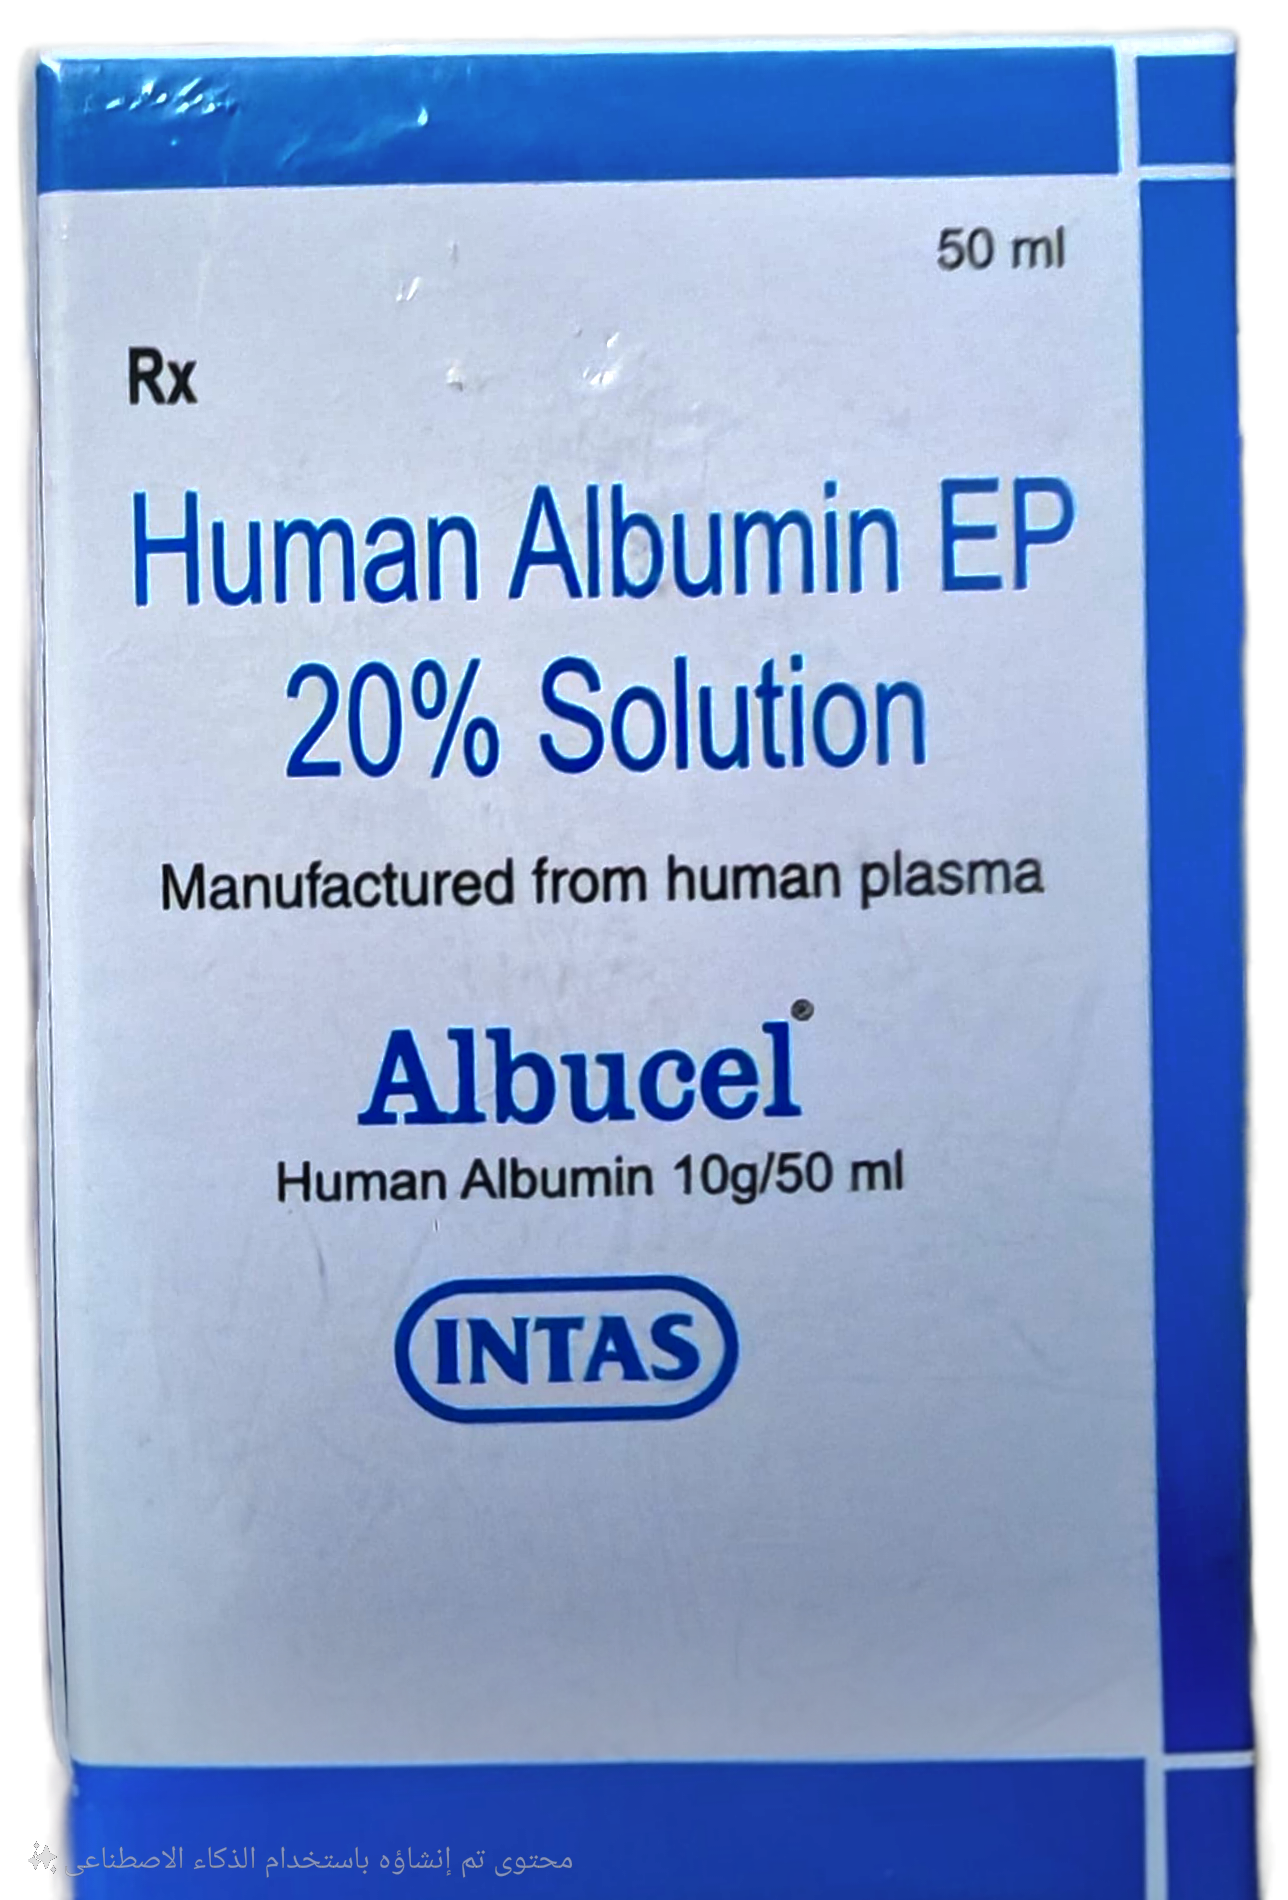 50 ml
Rx
Human Albumin EP
20% Solution
Manufactured from human plasma
Albucel®
Human Albumin 10g/50 ml
INTAS
محتوى تم إنشاؤه باستخدام الذكاء الاصطناعي